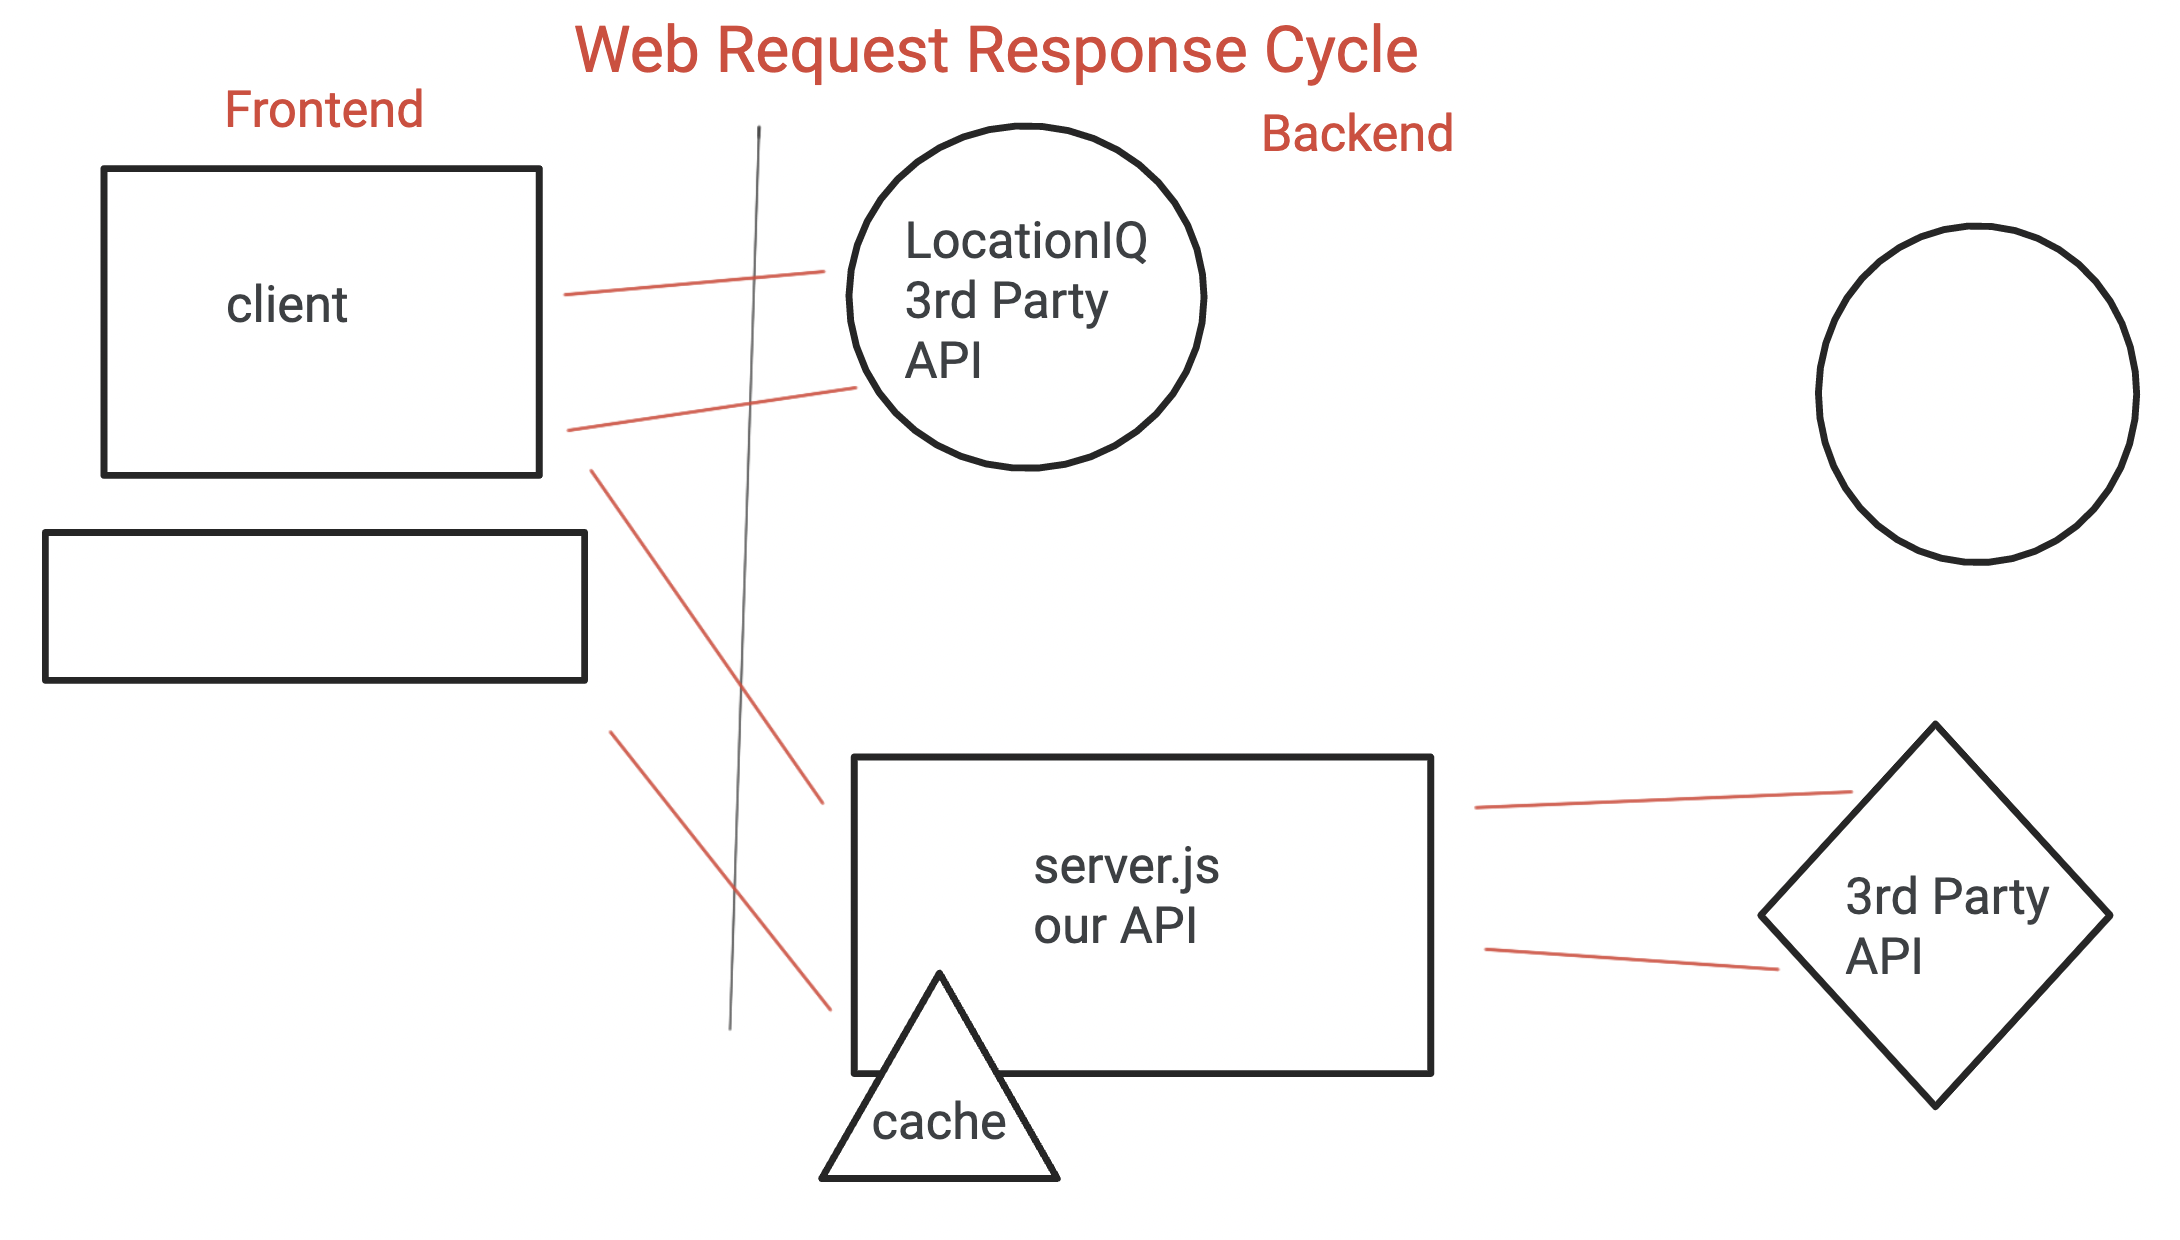 Web Request Response Cycle
Frontend
Backend
client
LocationIQ
3rd Party
API
server.js
our API
cache
3rd Party
API